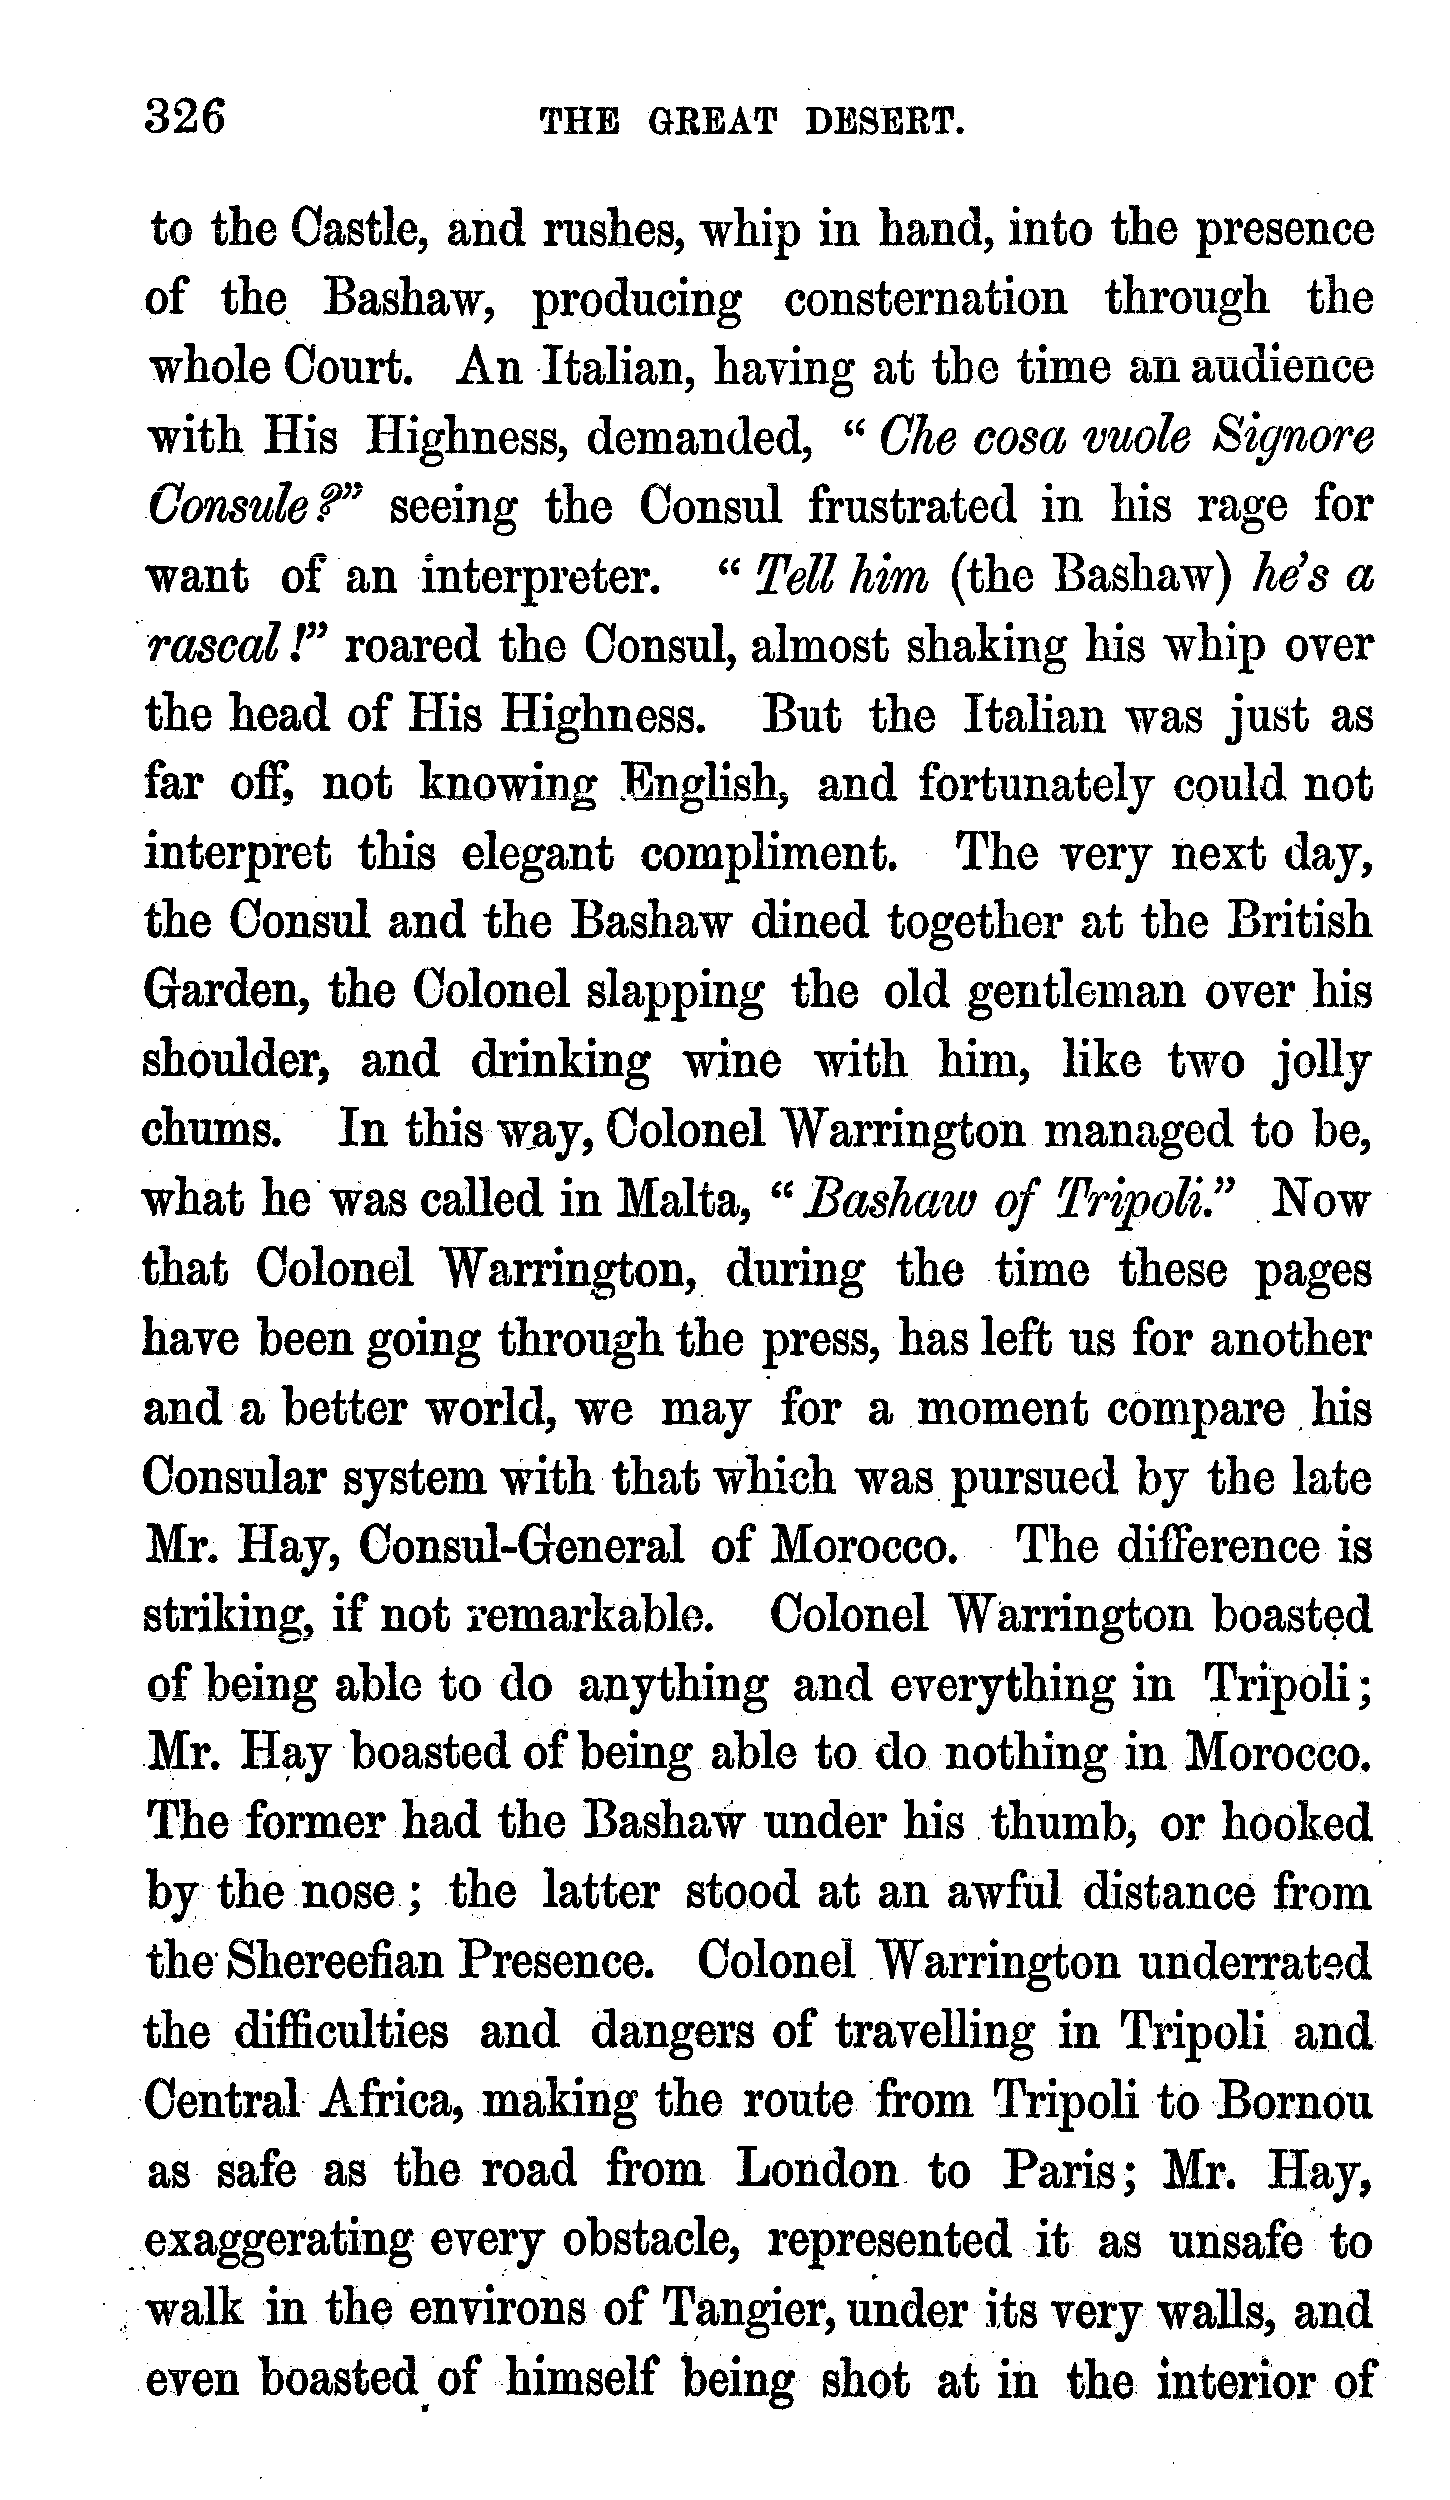 326 THE GREAT DESERT.
to the Castle, and rushes, whip in hand, into the presence
of the Bashaw, producing consternation through the
whole Court. An Italian, having at the time an audience
with His Highness, demanded, “ Che cosa vuole Signore
Consule?” seeing the Consul frustrated in his rage for
want of an interpreter. “ Tell him (the Bashaw) he's a
rascal!” roared the Consul, almost shaking his whip over
the head of His Highness. But the Italian was just as
far off, not knowing English, and fortunately could not
interpret this elegant compliment. The very next day,
the Consul and the Bashaw dined together at the British
Garden, the Colonel slapping the old gentleman over his
shoulder, and drinking wine with him, like two jolly
chums. In this way, Colonel Warrington managed to be,
what he was called in Malta, “ Bashaw of Tripoli.” Now
that Colonel Warrington, during the time these pages
have been going through the press, has left us for another
and a better world, we may for a moment compare his
Consular system with that which was pursued by the late
Mr. Hay, Consul-General of Morocco. The difference is
striking, if not remarkable. Colonel Warrington boasted
of being able to do anything and everything in Tripoli;
Mr. Hay boasted of being able to do nothing in Morocco.
The former had the Bashaw under his thumb, or hooked
by the nose; the latter stood at an awful distance from
the Shereefian Presence. Colonel Warrington underrated
the difficulties and dangers of travelling in Tripoli and
Central Africa, making the route from Tripoli to Bornou
as safe as the road from London to Paris; Mr. Hay,
exaggerating every obstacle, represented it as unsafe to
walk in the environs of Tangier, under its very walls, and
even boasted of himself being shot at in the interior of